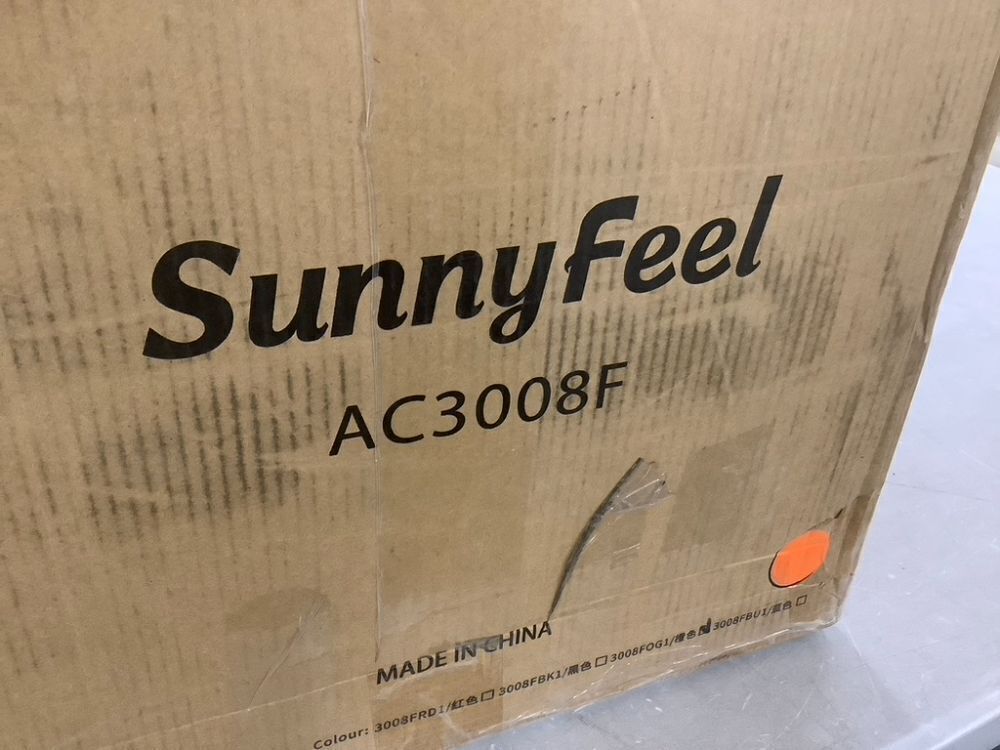 Sunnyfeel
AC3008F
MADE IN CHINA
Colour: 3008FRD1/红色☐ 3008FBK1/黑色☐ 3008FOG1/橙色☑ 3008FBU1/蓝色☐